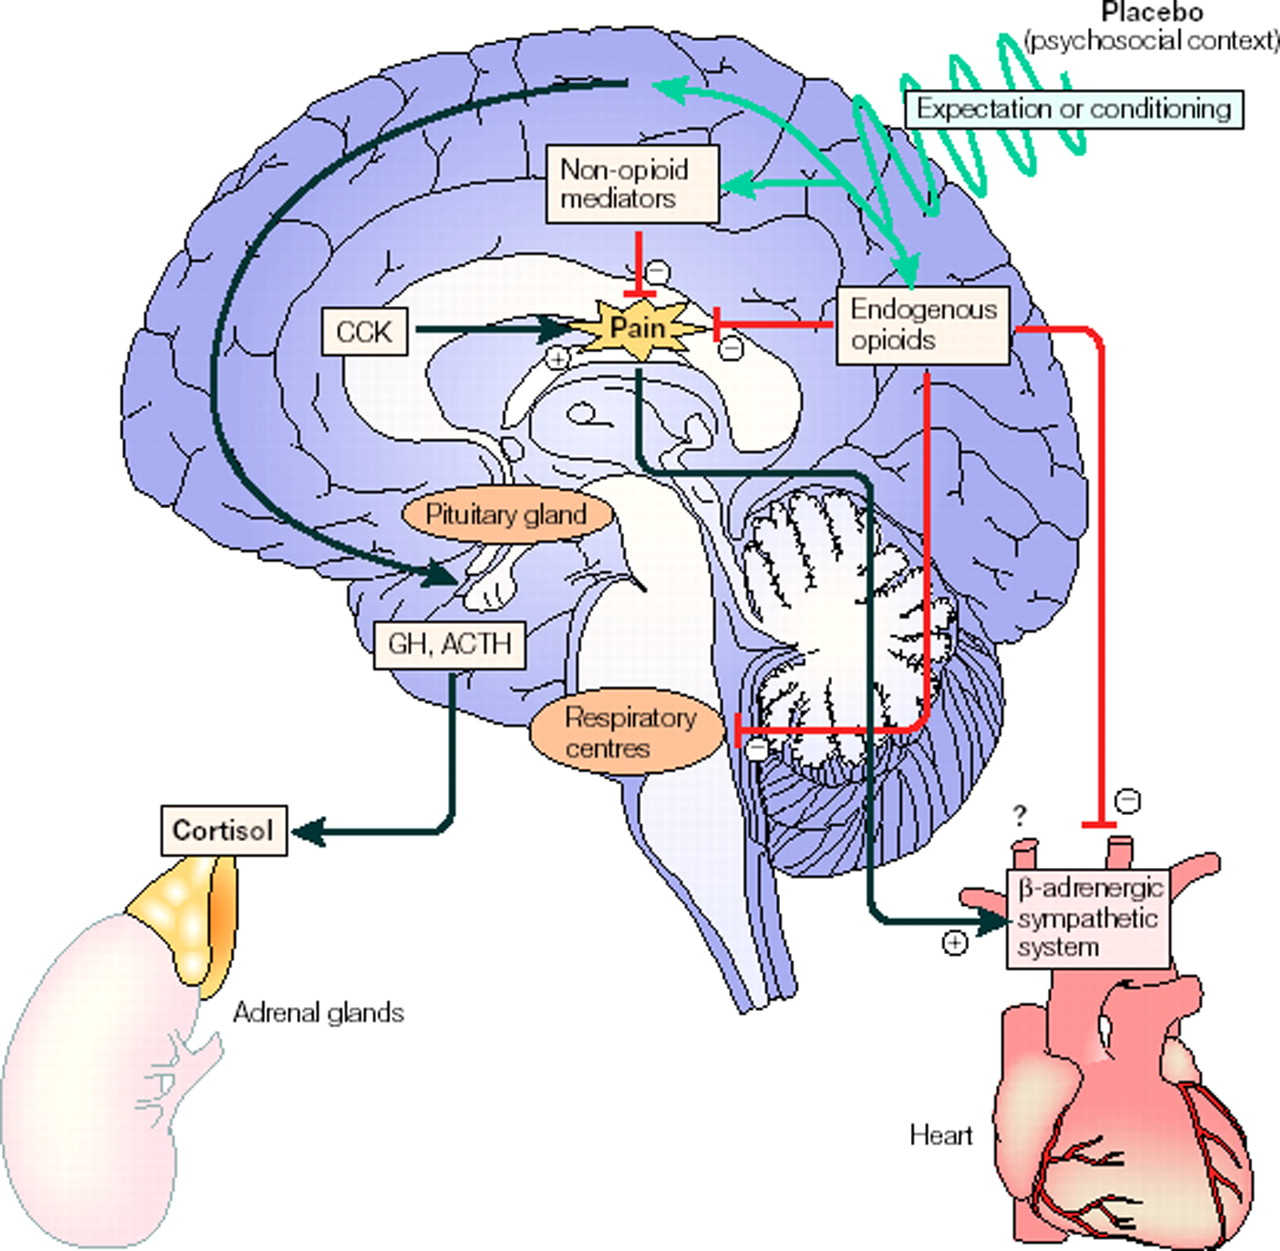 Placebo
(psychosocial context)
Expectation or conditioning
Non-opioid
mediators
−
Endogenous
opioids
CCK
Pain
+
−
Pituitary gland
GH, ACTH
Respiratory
centres
−
Cortisol
−
?
β-adrenergic
sympathetic
system
+
Adrenal glands
Heart